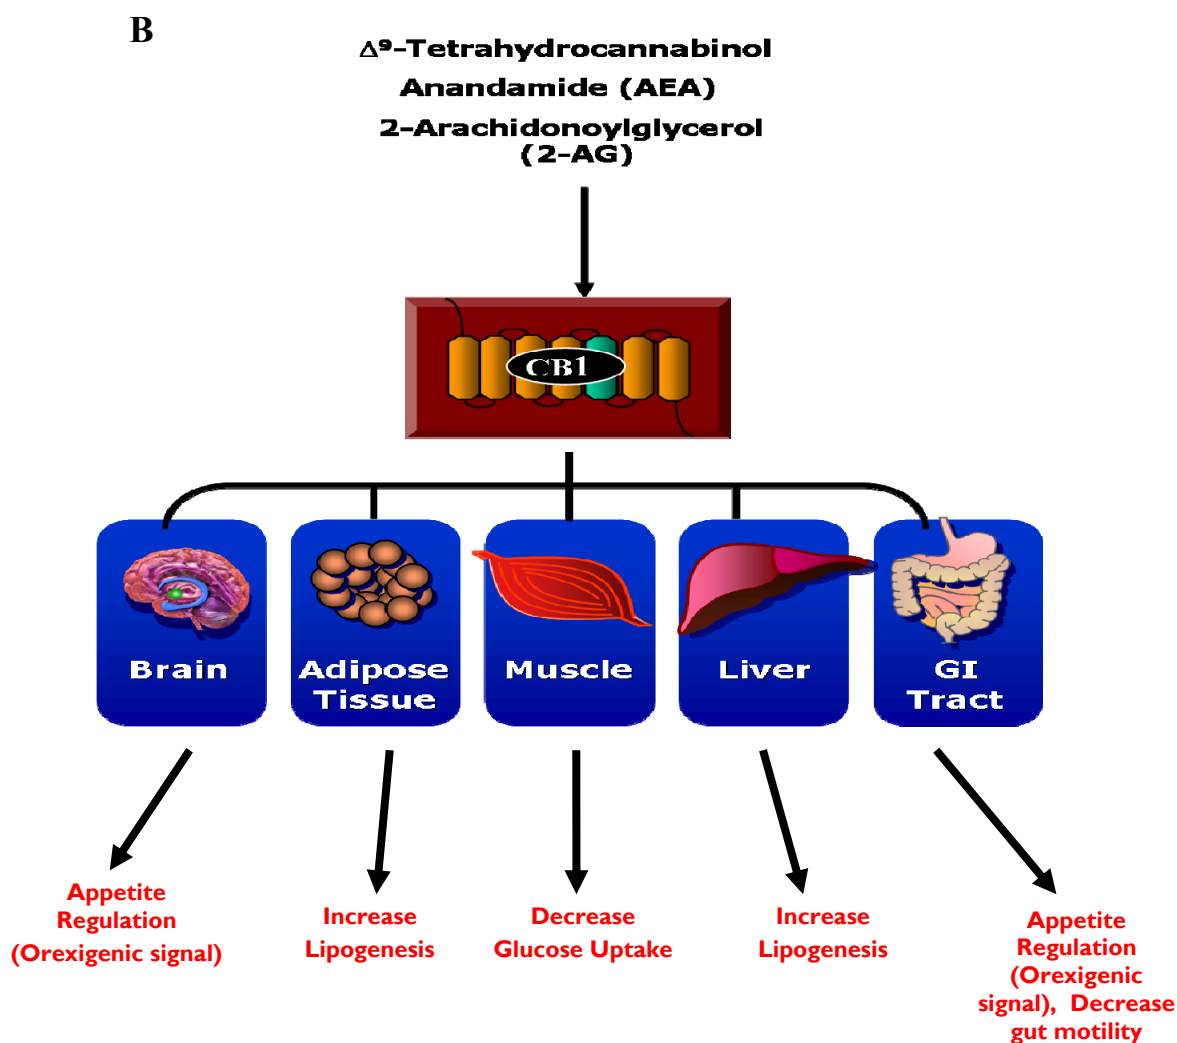 B
Δ⁹-Tetrahydrocannabinol
Anandamide (AEA)
2-Arachidonoylglycerol
(2-AG)
CB1
Brain
Adipose
Tissue
Muscle
Liver
GI
Tract
Appetite
Regulation
(Orexigenic signal)
Increase
Lipogenesis
Decrease
Glucose Uptake
Increase
Lipogenesis
Appetite
Regulation
(Orexigenic
signal), Decrease
gut motility